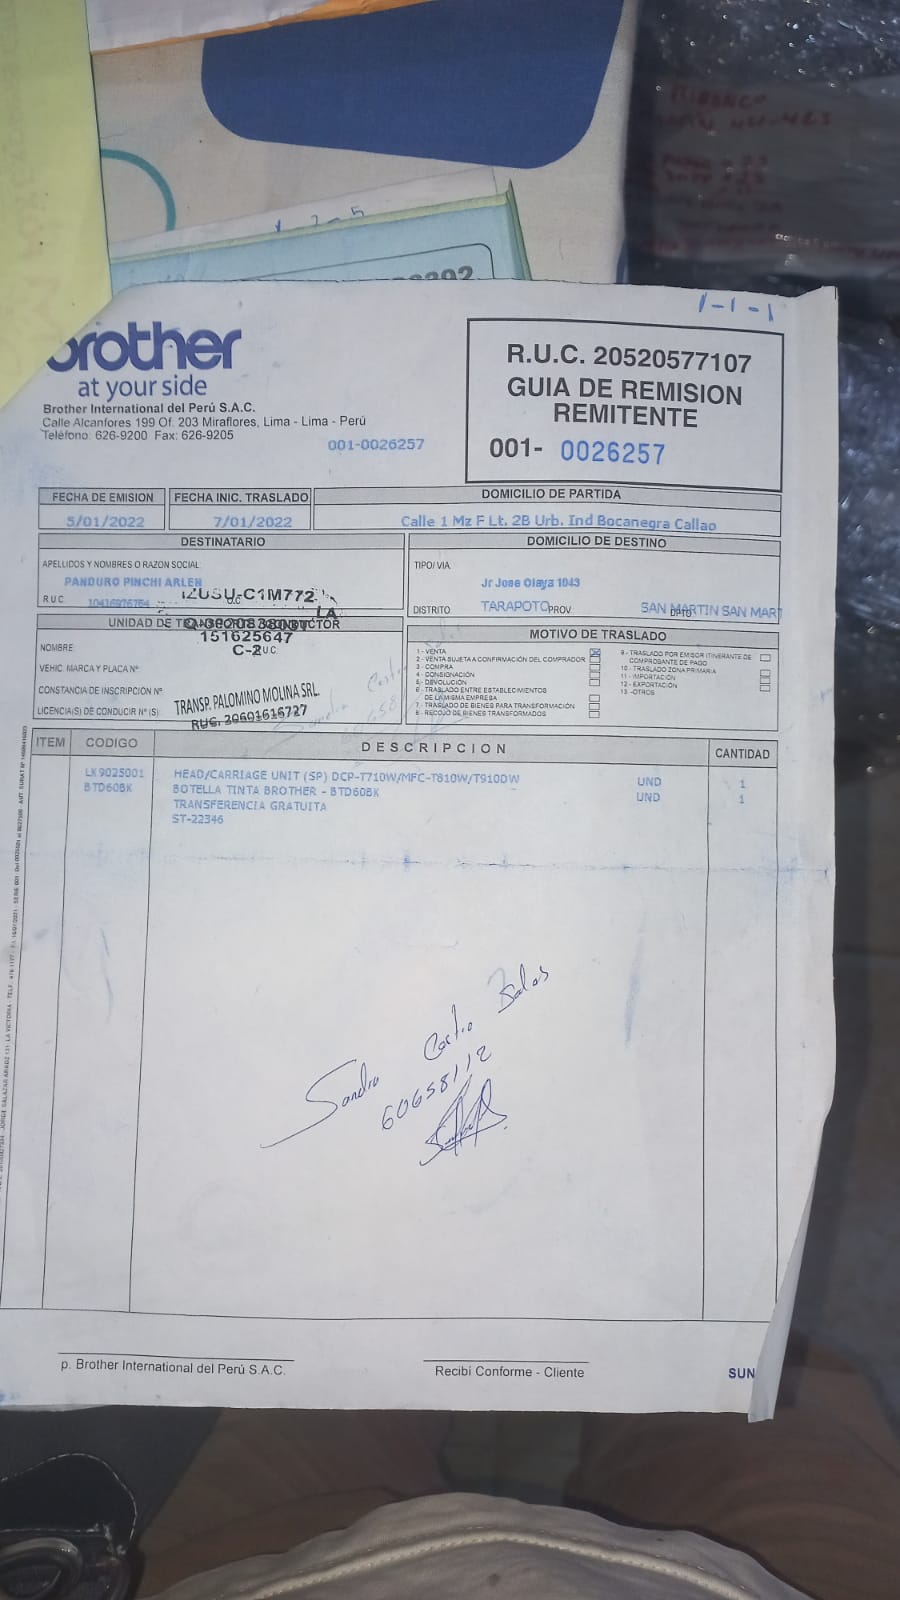 1-2-5
1-1-1
brother
at your side
Brother International del Perú S.A.C.
Calle Alcanfores 199 Of. 203 Miraflores, Lima - Lima - Perú
Teléfono: 626-9200 Fax: 626-9205
001-0026257
R.U.C. 20520577107
GUIA DE REMISION
REMITENTE
001- 0026257
FECHA DE EMISION
5/01/2022
FECHA INIC. TRASLADO
7/01/2022
DOMICILIO DE PARTIDA
Calle 1 Mz F Lt. 2B Urb. Ind Bocanegra Callao
DESTINATARIO
APELLIDOS Y NOMBRES O RAZON SOCIAL
PANDURO PINCHI ARLEN
R.U.C.
DOMICILIO DE DESTINO
TIPO/ VIA
Jr Jose Olaya 1043
DISTRITO TARAPOTO PROV. SAN MARTIN DPTO SAN MART
151625647
C-2
NOMBRE
R.U.C.
VEHIC. MARCA Y PLACA Nº
CONSTANCIA DE INSCRIPCIÓN Nº
LICENCIA(S) DE CONDUCIR Nº (S)
TRANSP. PALOMINO MOLINA SRL.
RUC. 20601616727
MOTIVO DE TRASLADO
1 - VENTA
2 - VENTA SUJETA A CONFIRMACIÓN DEL COMPRADOR
3 - COMPRA
4 - CONSIGNACIÓN
5 - DEVOLUCIÓN
6 - TRASLADO ENTRE ESTABLECIMIENTOS
DE LA MISMA EMPRESA
7 - TRASLADO DE BIENES PARA TRANSFORMACIÓN
8 - RECOJO DE BIENES TRANSFORMADOS
9 - TRASLADO POR EMISOR ITINERANTE DE
COMPROBANTE DE PAGO
10 - TRASLADO ZONA PRIMARIA
11 - IMPORTACIÓN
12 - EXPORTACIÓN
13 - OTROS
ITEM CODIGO DESCRIPCION CANTIDAD
LK9025001 HEAD/CARRIAGE UNIT (SP) DCP-T710W/MFC-T810W/T910DW UND 1
BTD60BK BOTELLA TINTA BROTHER - BTD60BK UND 1
TRANSFERENCIA GRATUITA
ST-22346
Sandro Castro
60658112
p. Brother International del Perú S.A.C.
Recibi Conforme - Cliente
SUN